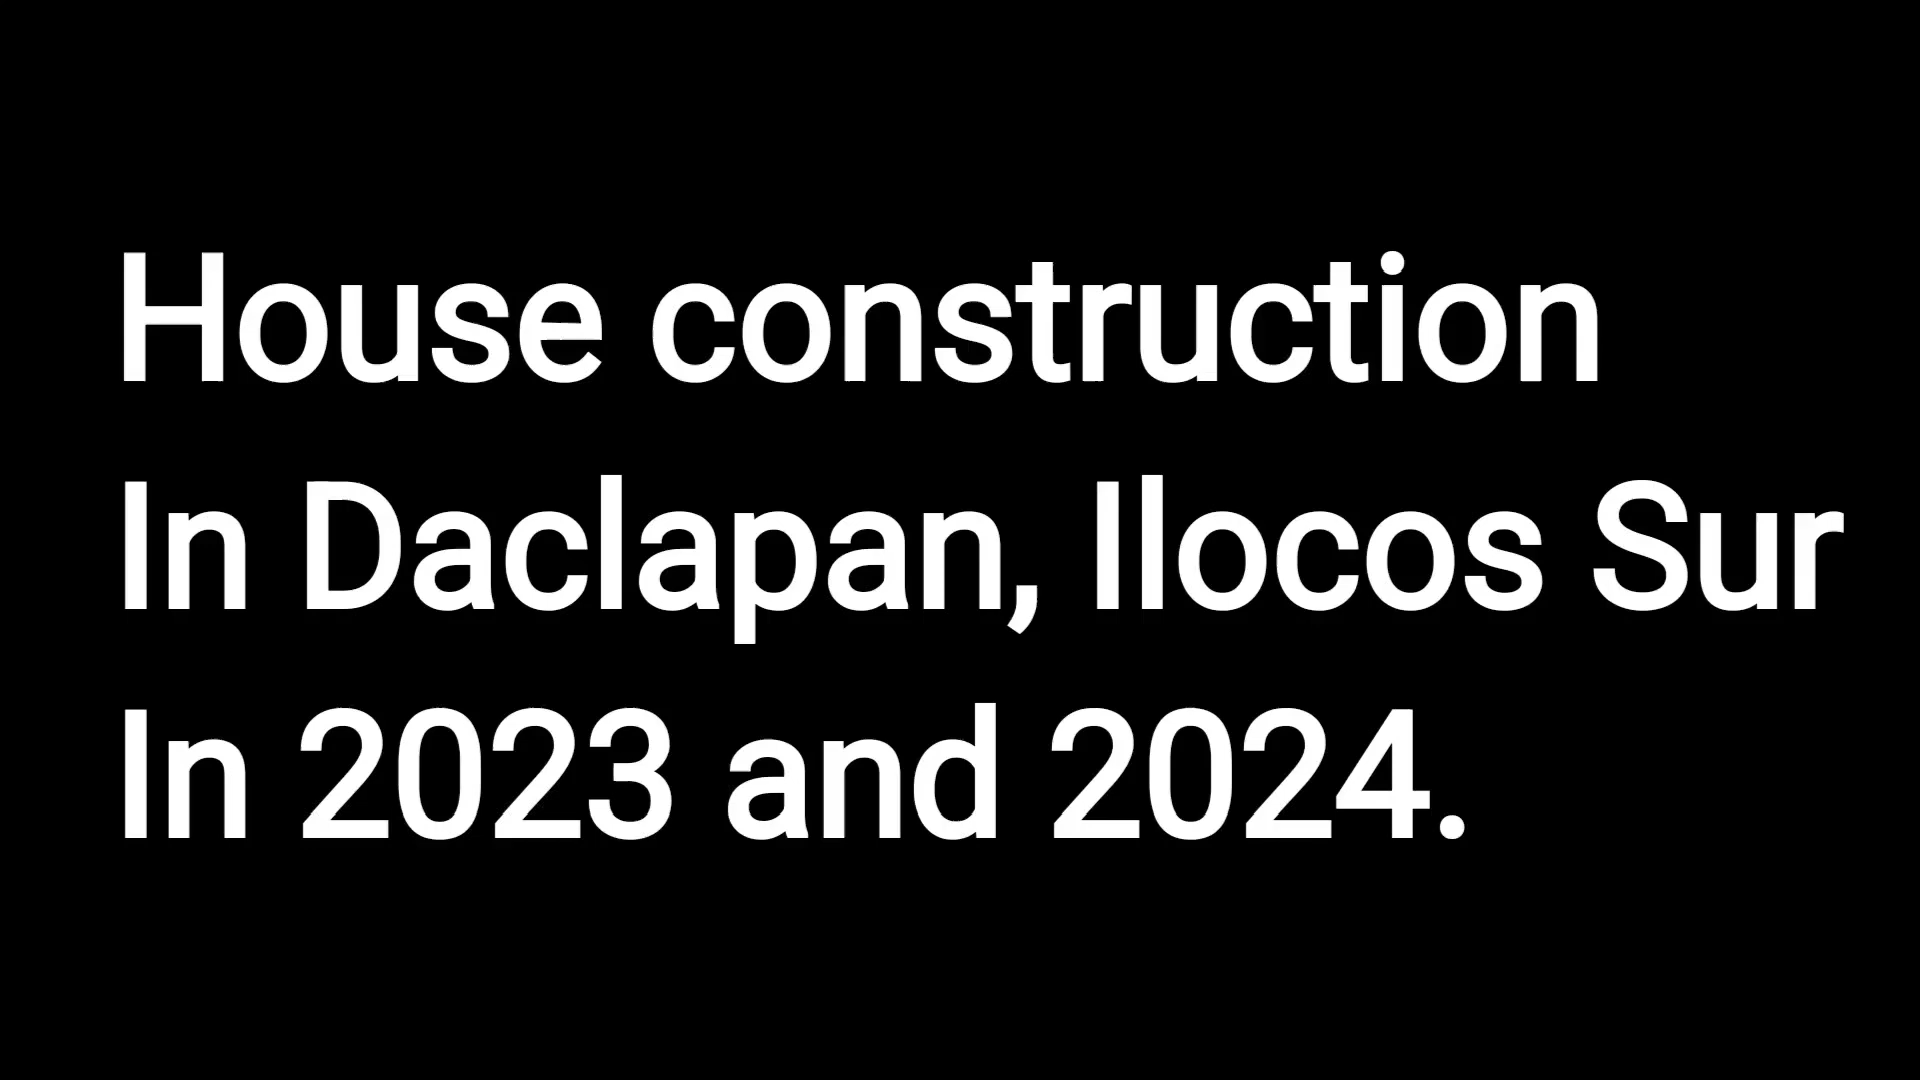 House construction
In Daclapan, Ilocos Sur
In 2023 and 2024.